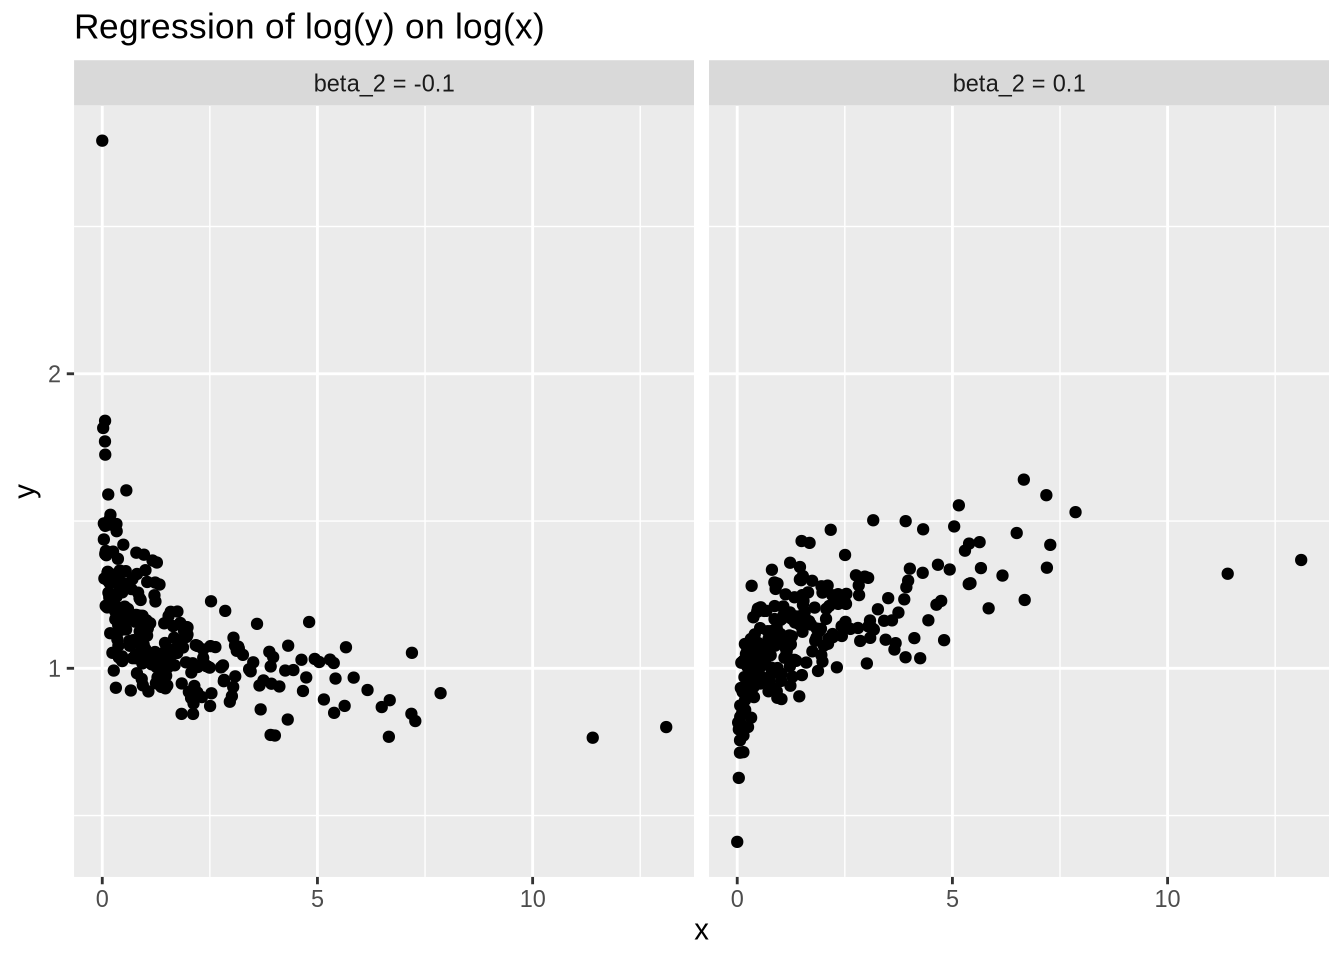 Regression of log(y) on log(x)
beta_2 = -0.1
beta_2 = 0.1
2
1
y
0
5
10
0
5
10
x